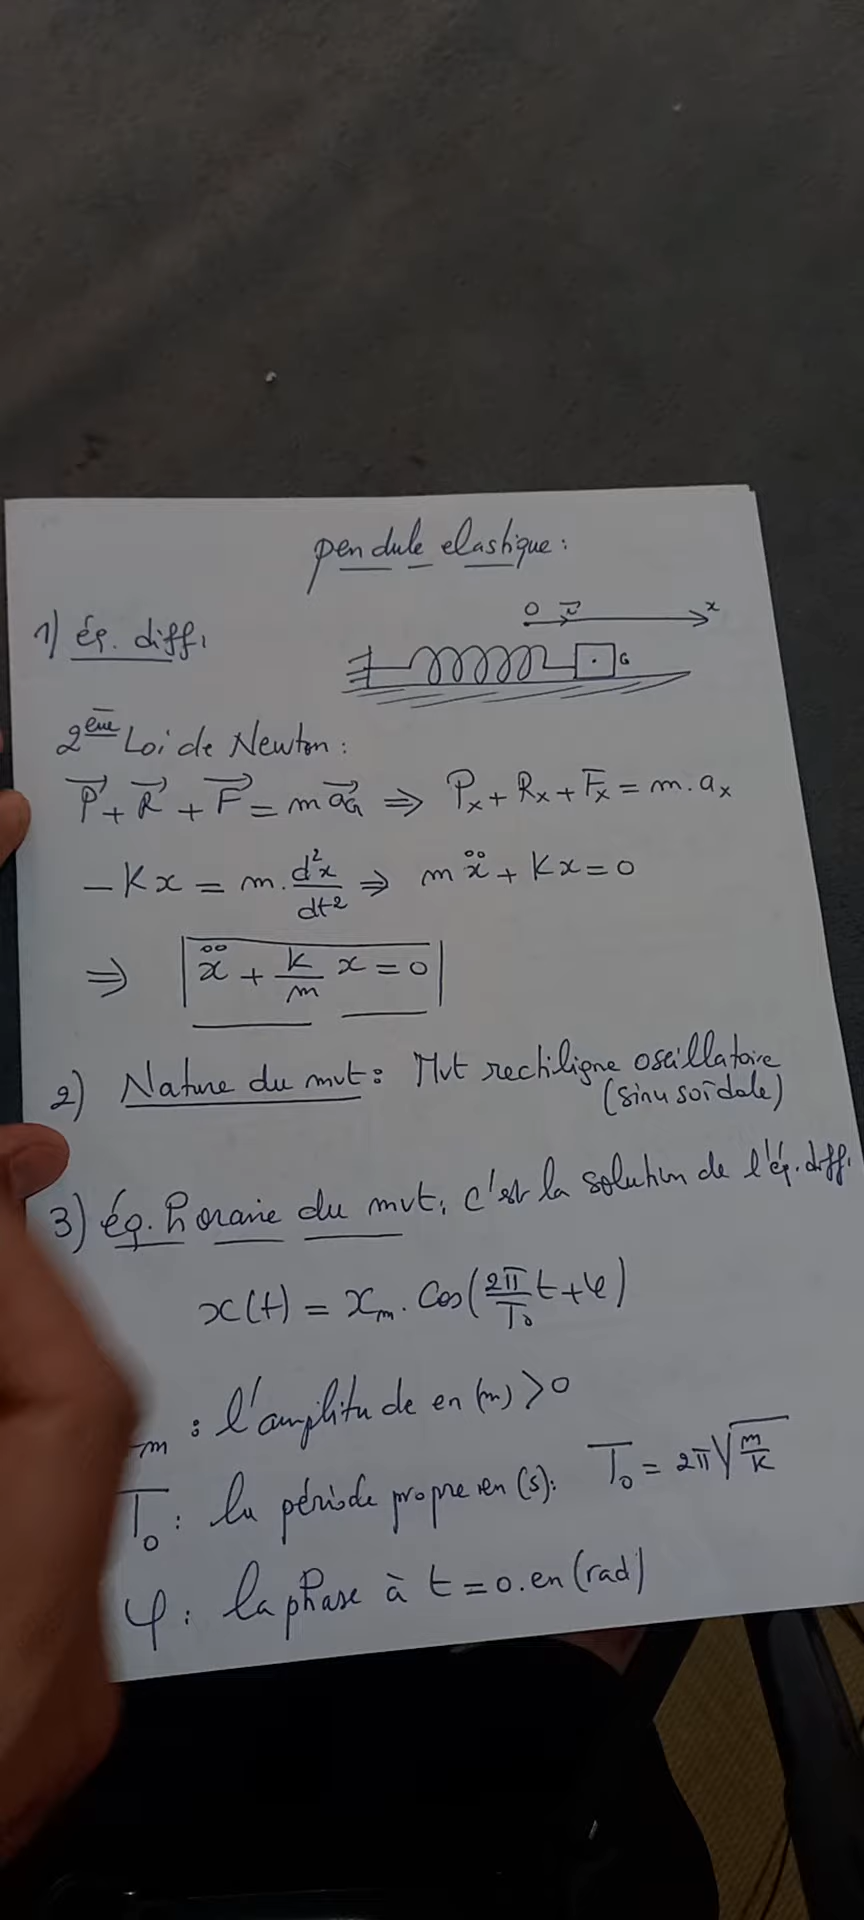 pendule elastique :
1) éq. diff.
O i x
G
2ème Loi de Newton :
P + R + F = m aG ⇒ Px + Rx + Fx = m. ax
- Kx = m. d²x/dt² ⇒ m ẍ + Kx = 0
⇒ ẍ + K/m x = 0
2) Nature du mvt : Mvt rectiligne oscillatoire
(sinusoïdale)
3) éq. horaire du mvt. c'est la solution de l'éq. diff.
x(t) = xm . Cos(2π/T0 t + φ)
m : l'amplitude en (m) > 0
T0 : la période propre en (s) : T0 = 2π√(m/K)
φ : la phase à t = 0. en (rad)